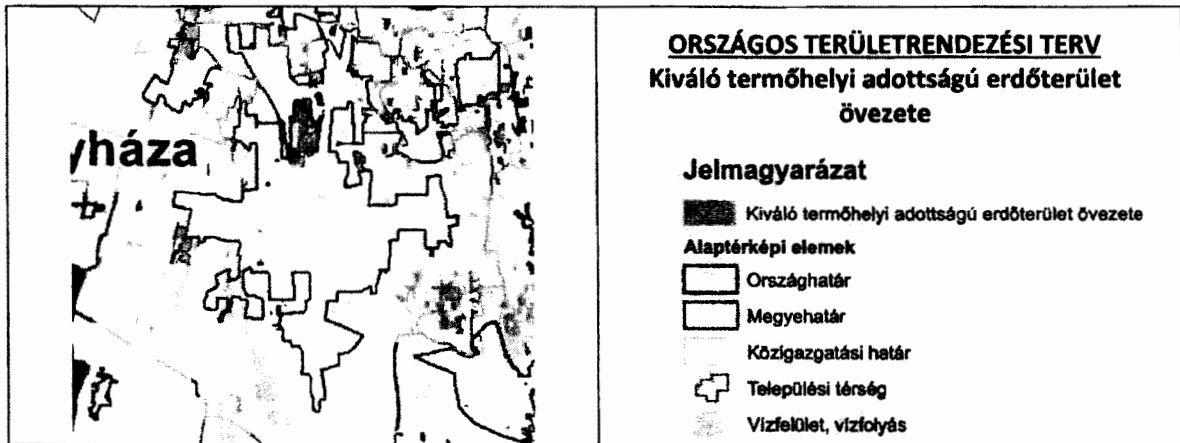 yháza
ORSZÁGOS TERÜLETRENDEZÉSI TERV
Kiváló termőhelyi adottságú erdőterület
övezete
Jelmagyarázat
Kiváló termőhelyi adottságú erdőterület övezete
Alaptérképi elemek
Országhatár
Megyehatár
Közigazgatási határ
Települési térség
Vízfelület, vízfolyás